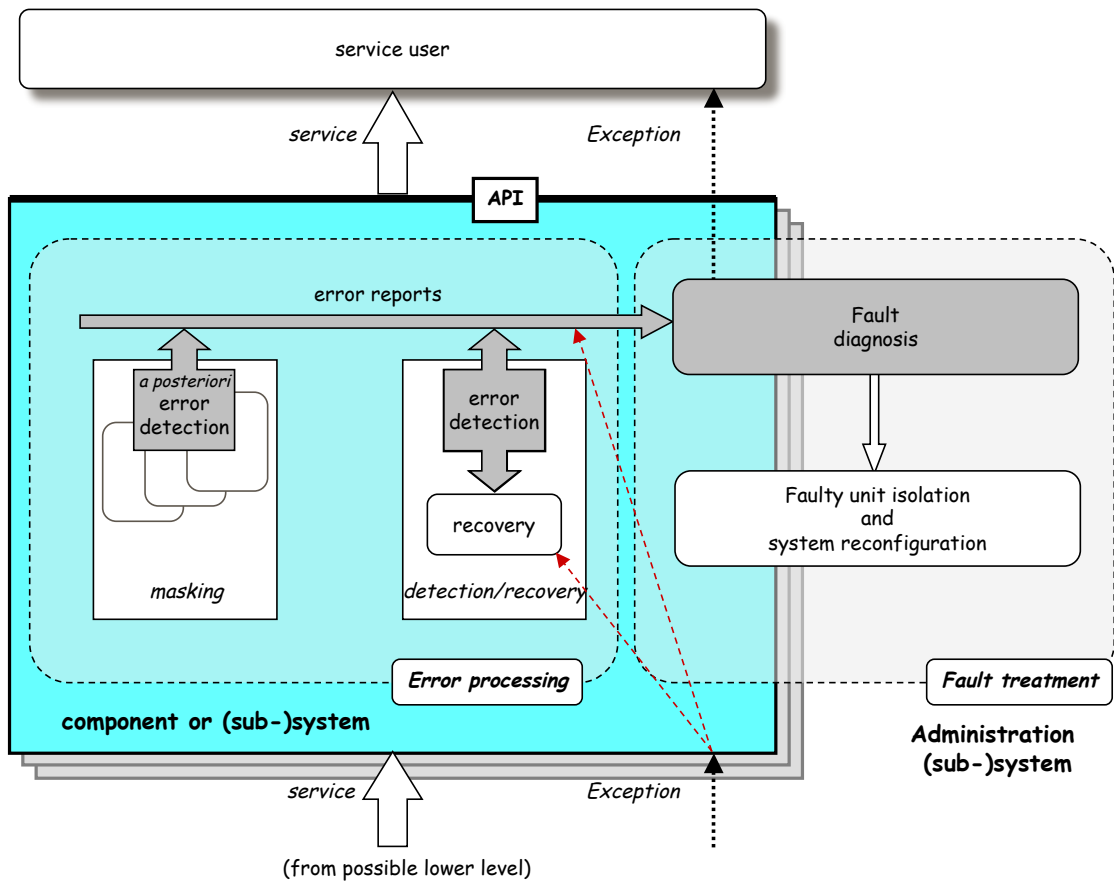 service user
service
Exception
API
error reports
Fault
diagnosis
a posteriori
error
detection
error
detection
Faulty unit isolation
and
system reconfiguration
recovery
masking
detection/recovery
Error processing
Fault treatment
component or (sub-)system
Administration
(sub-)system
service
Exception
(from possible lower level)